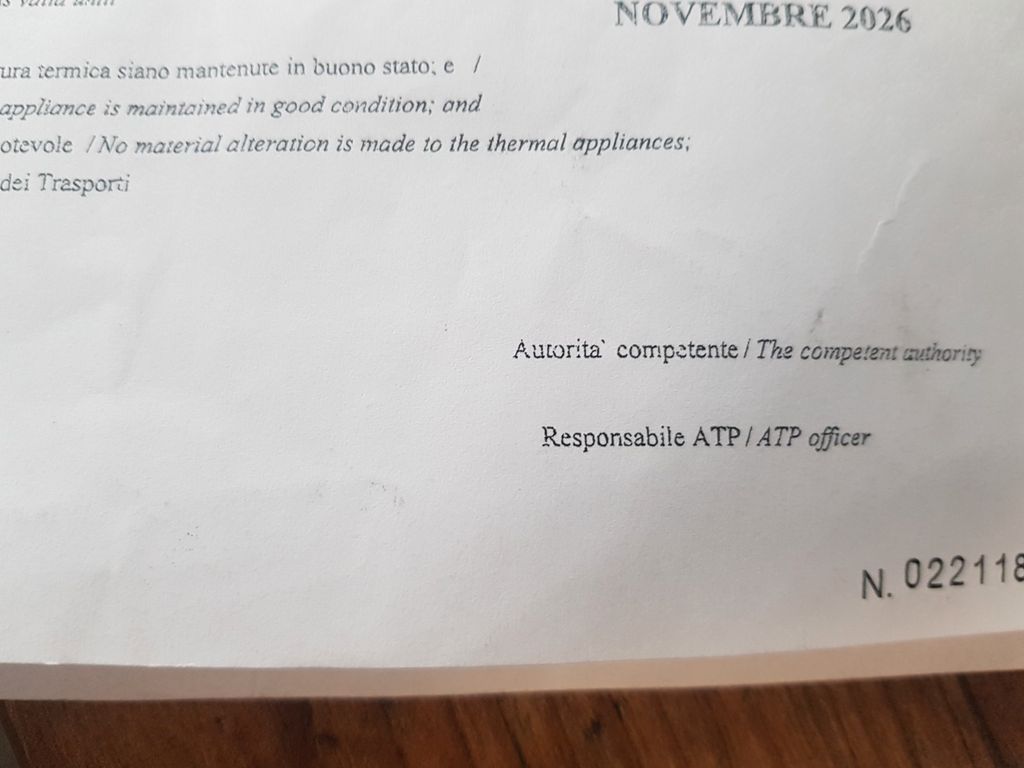 NOVEMBRE 2026
ura termica siano mantenute in buono stato; e /
appliance is maintained in good condition; and
otevole / No material alteration is made to the thermal appliances;
dei Trasporti
Autorita` competente / The competent authority
Responsabile ATP / ATP officer
N. 022118